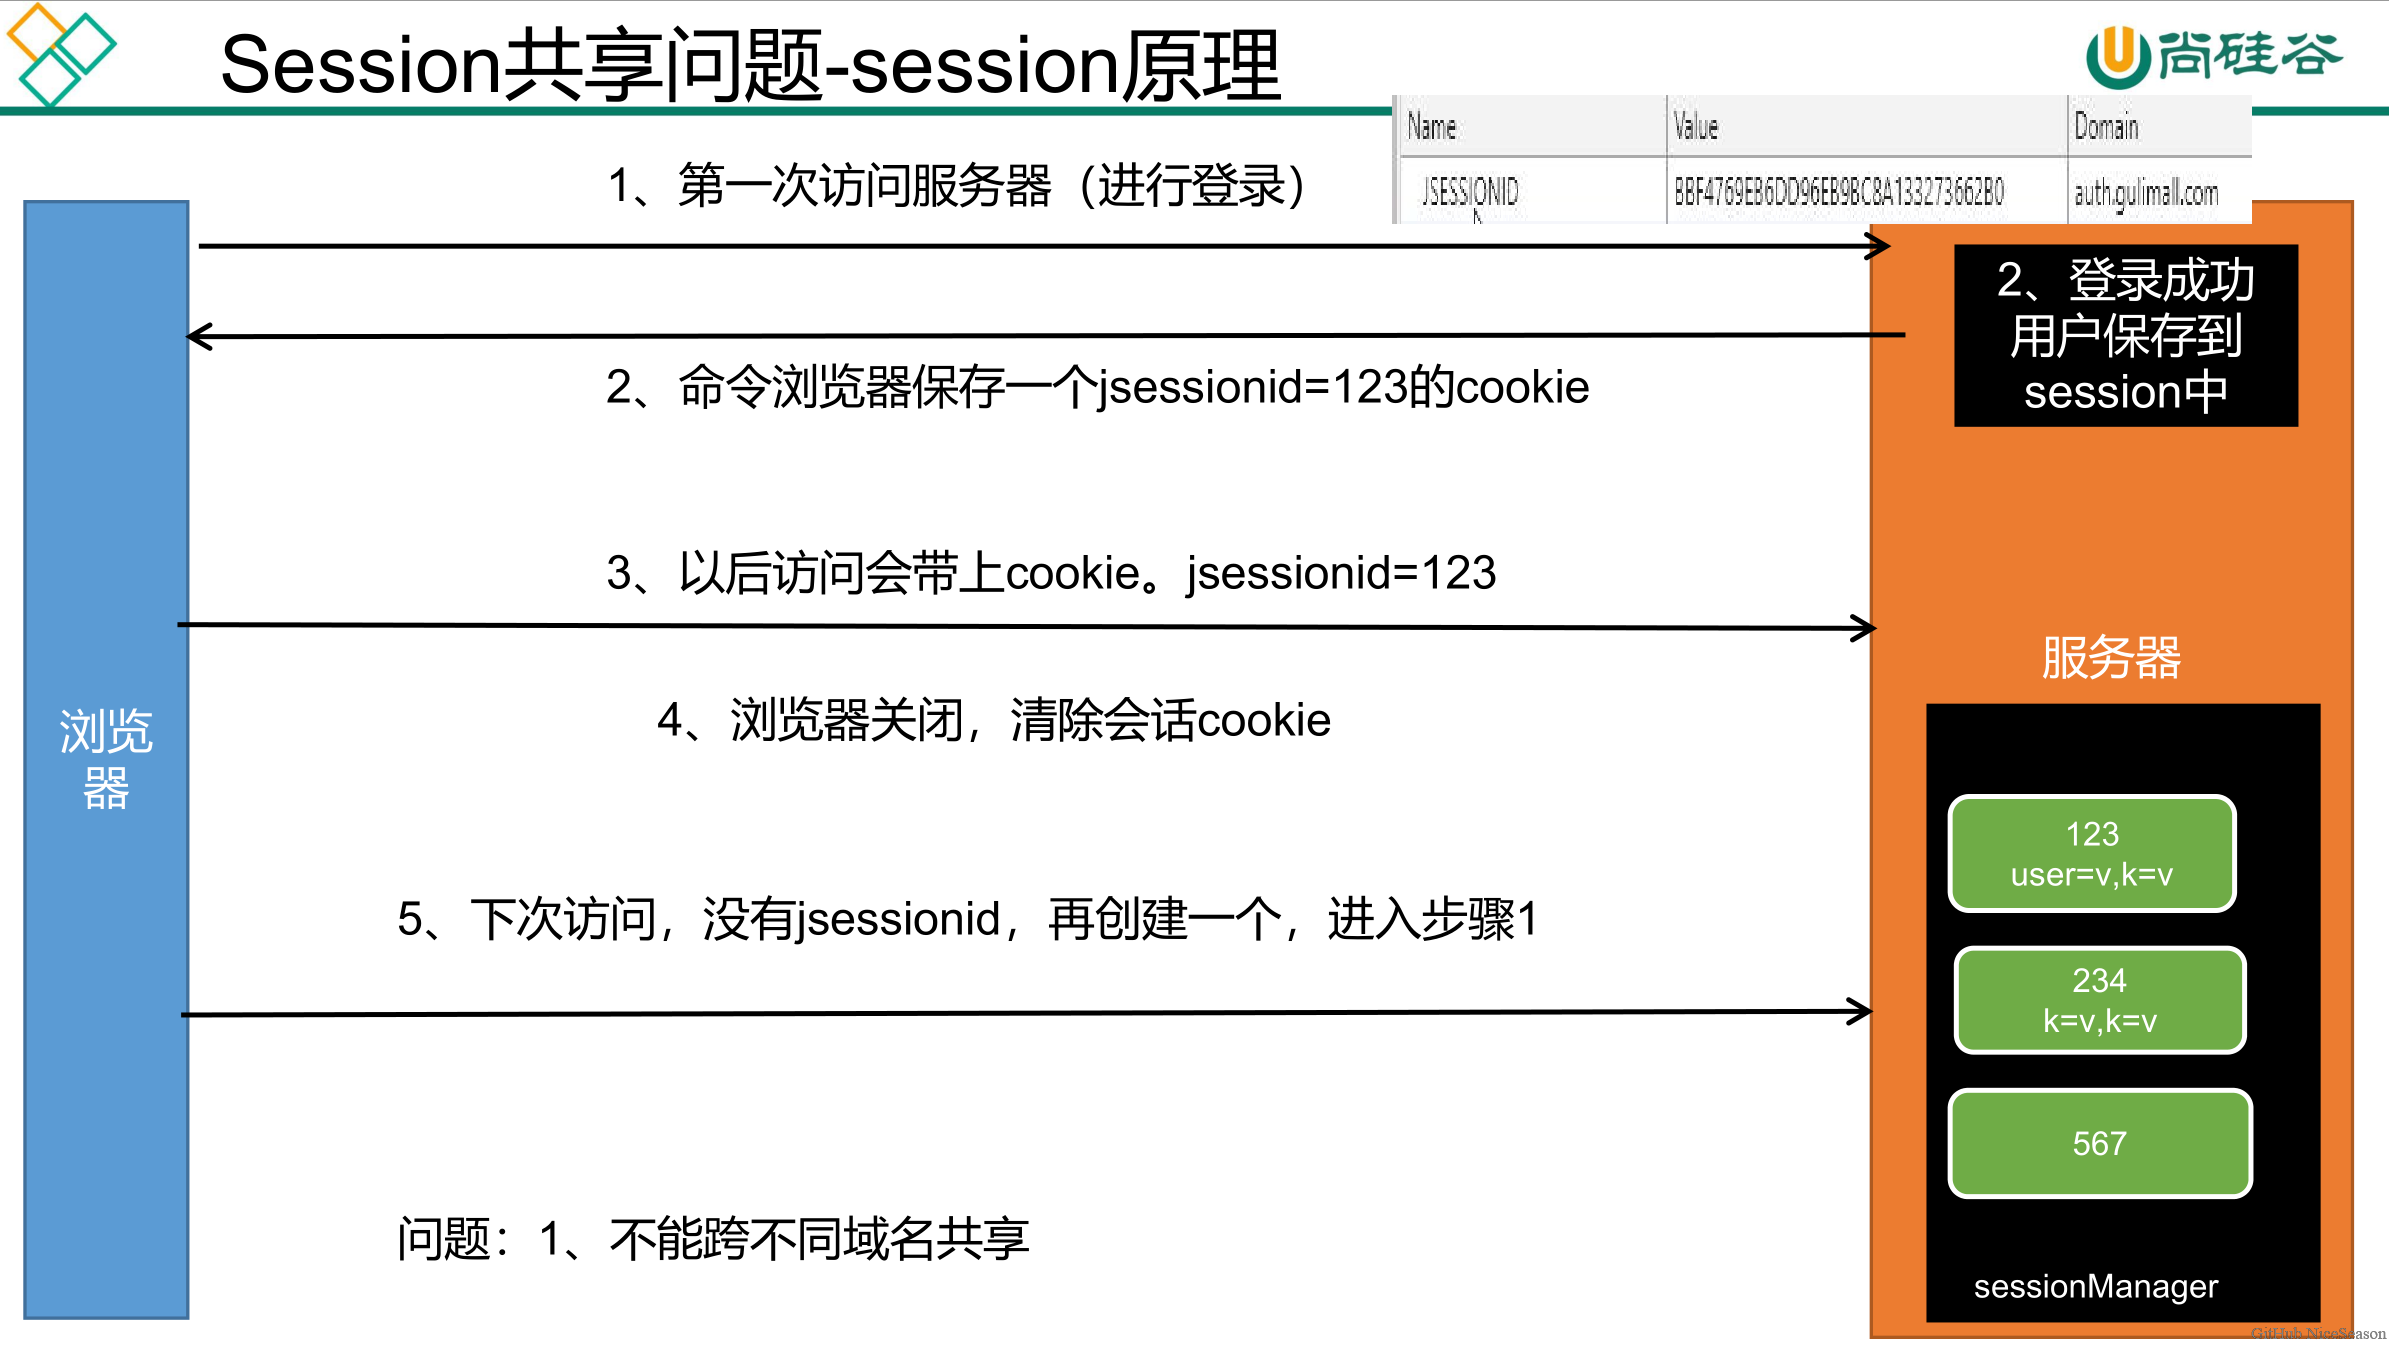 Session共享问题-session原理
尚硅谷
Name Value Domain
JSESSIONID BBF4769EB6DD96EB9BC8A133273662B0 auth.gulimall.com
1、第一次访问服务器（进行登录）
2、登录成功
用户保存到
session中
2、命令浏览器保存一个jsessionid=123的cookie
3、以后访问会带上cookie。jsessionid=123
服务器
4、浏览器关闭，清除会话cookie
浏览
器
123
user=v,k=v
5、下次访问，没有jsessionid，再创建一个，进入步骤1
234
k=v,k=v
567
问题：1、不能跨不同域名共享
sessionManager
GitHub NiceSeason